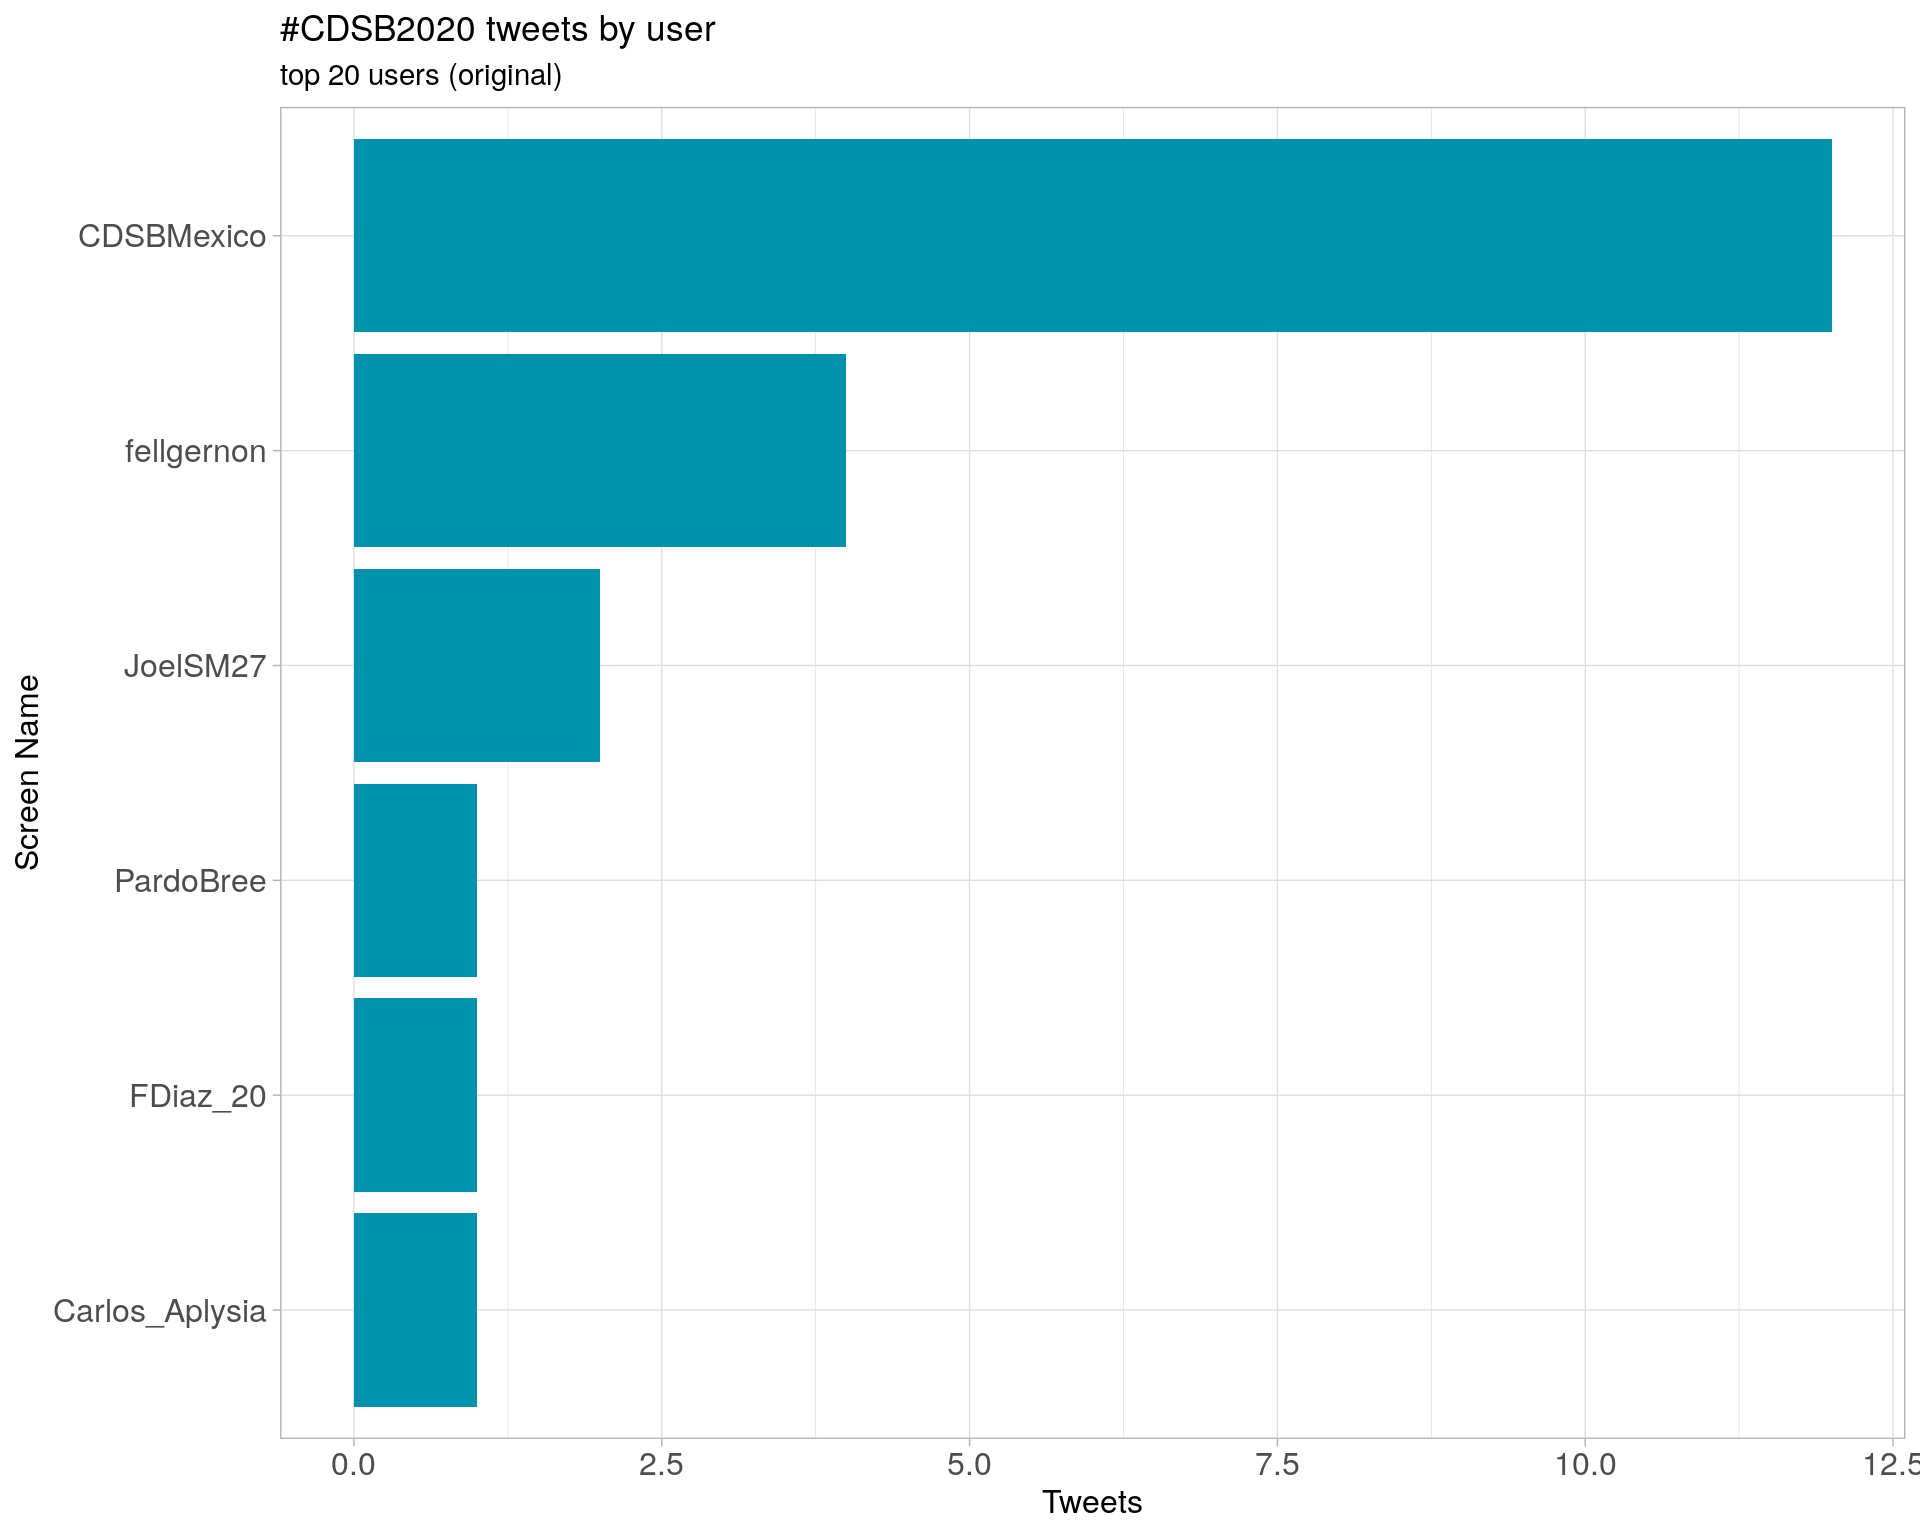 #CDSB2020 tweets by user
top 20 users (original)
CDSBMexico
fellgernon
JoelSM27
PardoBree
FDiaz_20
Carlos_Aplysia
Screen Name
0.0 2.5 5.0 7.5 10.0 12.5
Tweets